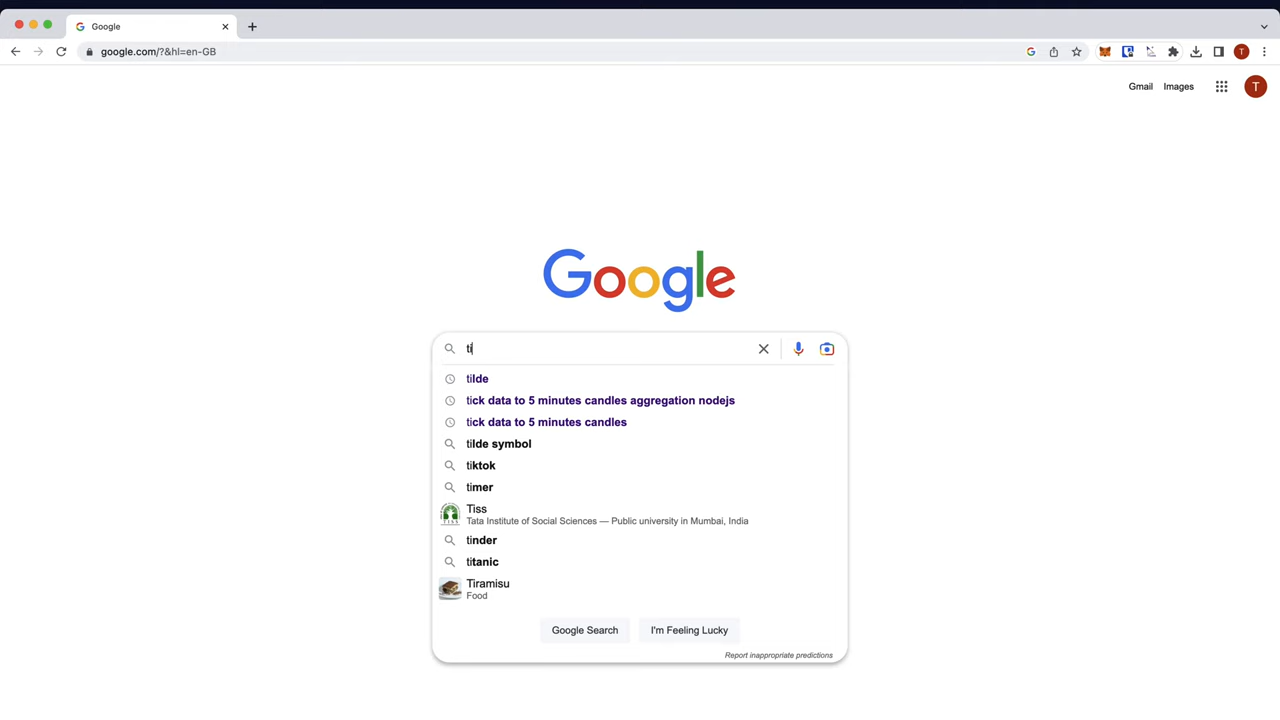 Google
google.com/?&hl=en-GB
T
Gmail Images
T
Google
ti
tilde
tick data to 5 minutes candles aggregation nodejs
tick data to 5 minutes candles
tilde symbol
tiktok
timer
TISS
Tiss
Tata Institute of Social Sciences — Public university in Mumbai, India
tinder
titanic
Tiramisu
Food
Google Search I'm Feeling Lucky
Report inappropriate predictions